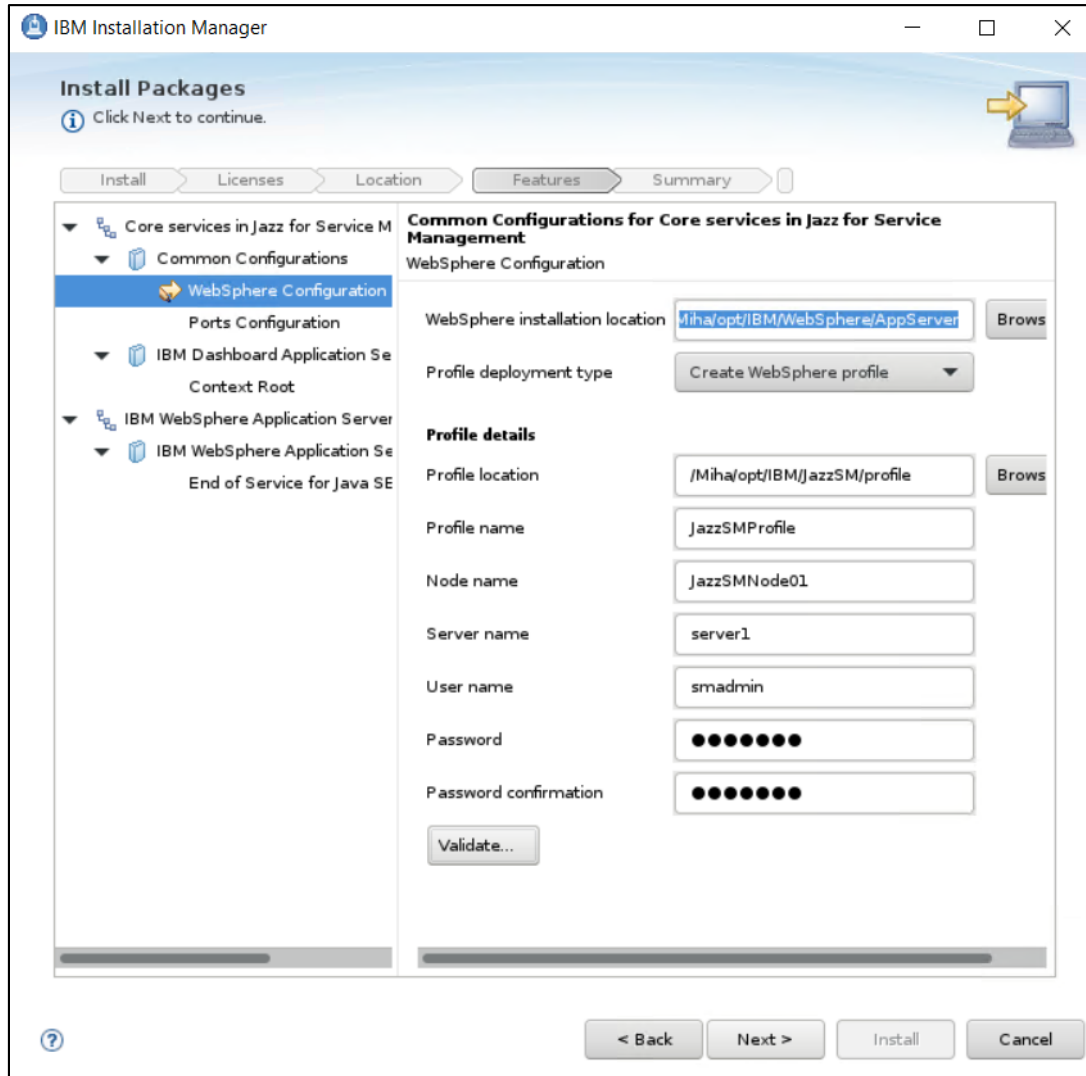 IBM Installation Manager
Install Packages
Click Next to continue.
Install
Licenses
Location
Features
Summary
Core services in Jazz for Service M
Common Configurations
WebSphere Configuration
Ports Configuration
IBM Dashboard Application Se
Context Root
IBM WebSphere Application Server
IBM WebSphere Application Se
End of Service for Java SE
Common Configurations for Core services in Jazz for Service
Management
WebSphere Configuration
WebSphere installation location Miha/opt/IBM/WebSphere/AppServer Brows
Profile deployment type Create WebSphere profile
Profile details
Profile location /Miha/opt/IBM/JazzSM/profile Brows
Profile name JazzSMProfile
Node name JazzSMNode01
Server name server1
User name smadmin
Password ●●●●●●●
Password confirmation ●●●●●●●
Validate...
? < Back Next > Install Cancel